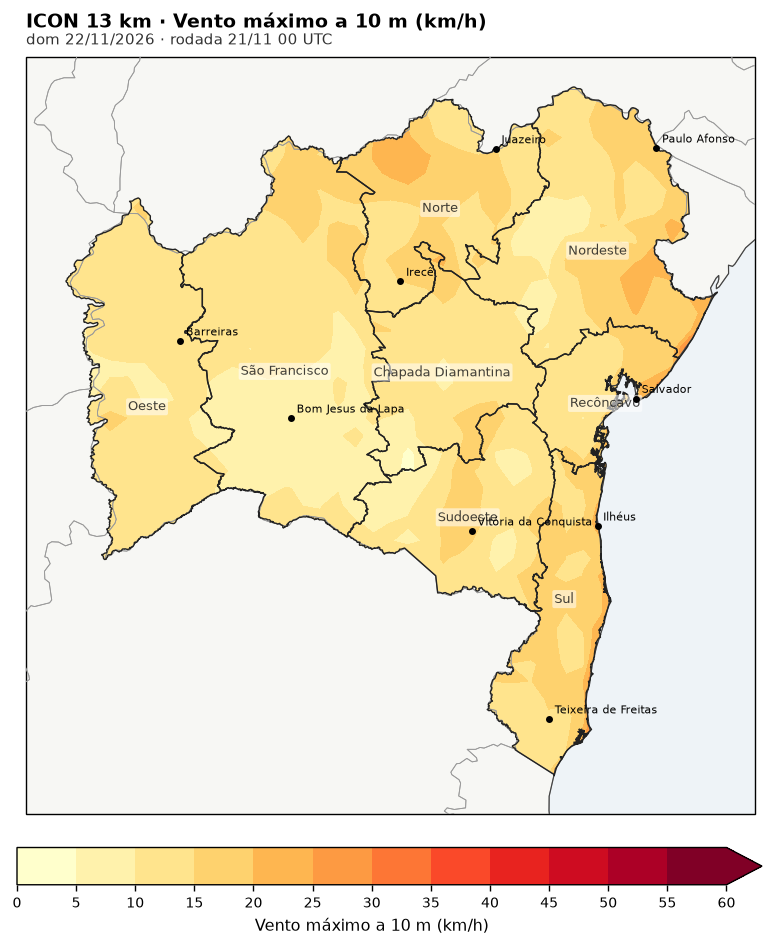 ICON 13 km · Vento máximo a 10 m (km/h)
dom 22/11/2026 · rodada 21/11 00 UTC
Juazeiro
Paulo Afonso
Norte
Nordeste
Irecê
Barreiras
São Francisco
Chapada Diamantina
Salvador
Oeste
Recôncavo
Bom Jesus da Lapa
Sudoeste
Vitória da Conquista
Ilhéus
Sul
Teixeira de Freitas
0 5 10 15 20 25 30 35 40 45 50 55 60
Vento máximo a 10 m (km/h)